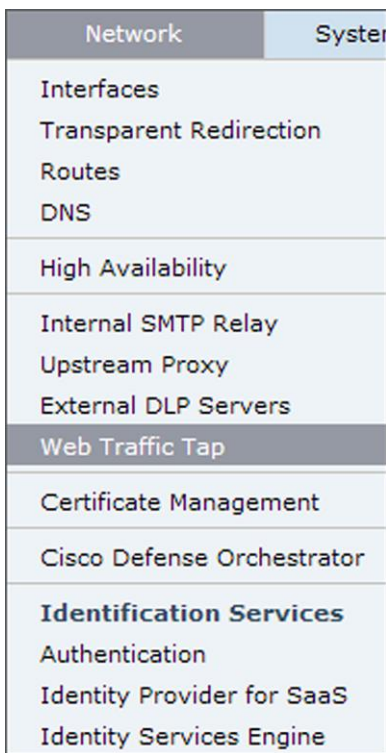 Network Syster
Interfaces
Transparent Redirection
Routes
DNS
High Availability
Internal SMTP Relay
Upstream Proxy
External DLP Servers
Web Traffic Tap
Certificate Management
Cisco Defense Orchestrator
Identification Services
Authentication
Identity Provider for SaaS
Identity Services Engine